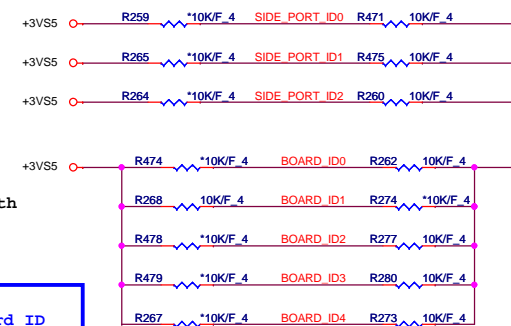 +3VS5 R259 *10K/F_4 SIDE_PORT_ID0 R471 10K/F_4
+3VS5 R265 *10K/F_4 SIDE_PORT_ID1 R475 10K/F_4
+3VS5 R264 *10K/F_4 SIDE_PORT_ID2 R260 10K/F_4
+3VS5 R474 *10K/F_4 BOARD_ID0 R262 10K/F_4
th
R268 10K/F_4 BOARD_ID1 R274 *10K/F_4
R478 *10K/F_4 BOARD_ID2 R277 10K/F_4
R479 *10K/F_4 BOARD_ID3 R280 10K/F_4
rd ID
R267 *10K/F_4 BOARD_ID4 R273 10K/F_4